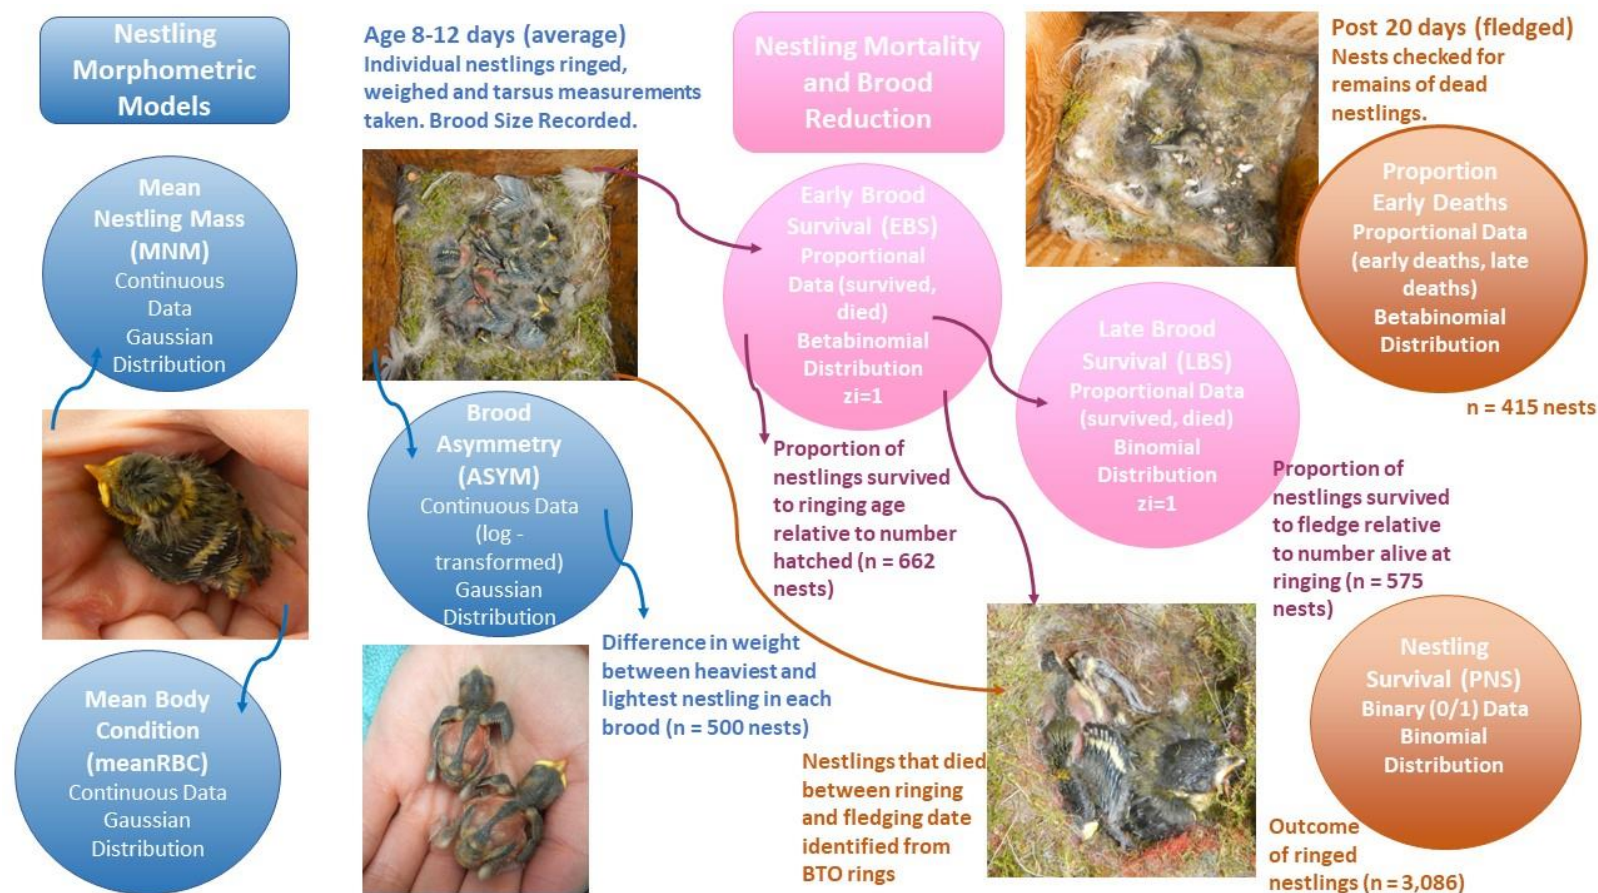 Nestling
Morphometric
Models
Mean
Nestling Mass
(MNM)
Continuous
Data
Gaussian
Distribution
Mean Body
Condition
(meanRBC)
Continuous Data
Gaussian
Distribution
Age 8-12 days (average)
Individual nestlings ringed,
weighed and tarsus measurements
taken. Brood Size Recorded.
Brood
Asymmetry
(ASYM)
Continuous Data
(log -
transformed)
Gaussian
Distribution
Difference in weight
between heaviest and
lightest nestling in each
brood (n = 500 nests)
Nestling Mortality
and Brood
Reduction
Early Brood
Survival (EBS)
Proportional
Data (survived,
died)
Betabinomial
Distribution
zi=1
Proportion of
nestlings survived
to ringing age
relative to number
hatched (n = 662
nests)
Late Brood
Survival (LBS)
Proportional Data
(survived, died)
Binomial
Distribution
zi=1
Proportion of
nestlings survived
to fledge relative
to number alive at
ringing (n = 575
nests)
Post 20 days (fledged)
Nests checked for
remains of dead
nestlings.
Proportion
Early Deaths
Proportional Data
(early deaths, late
deaths)
Betabinomial
Distribution
n = 415 nests
Nestlings that died
between ringing
and fledging date
identified from
BTO rings
Nestling
Survival (PNS)
Binary (0/1) Data
Binomial
Distribution
Outcome
of ringed
nestlings (n = 3,086)